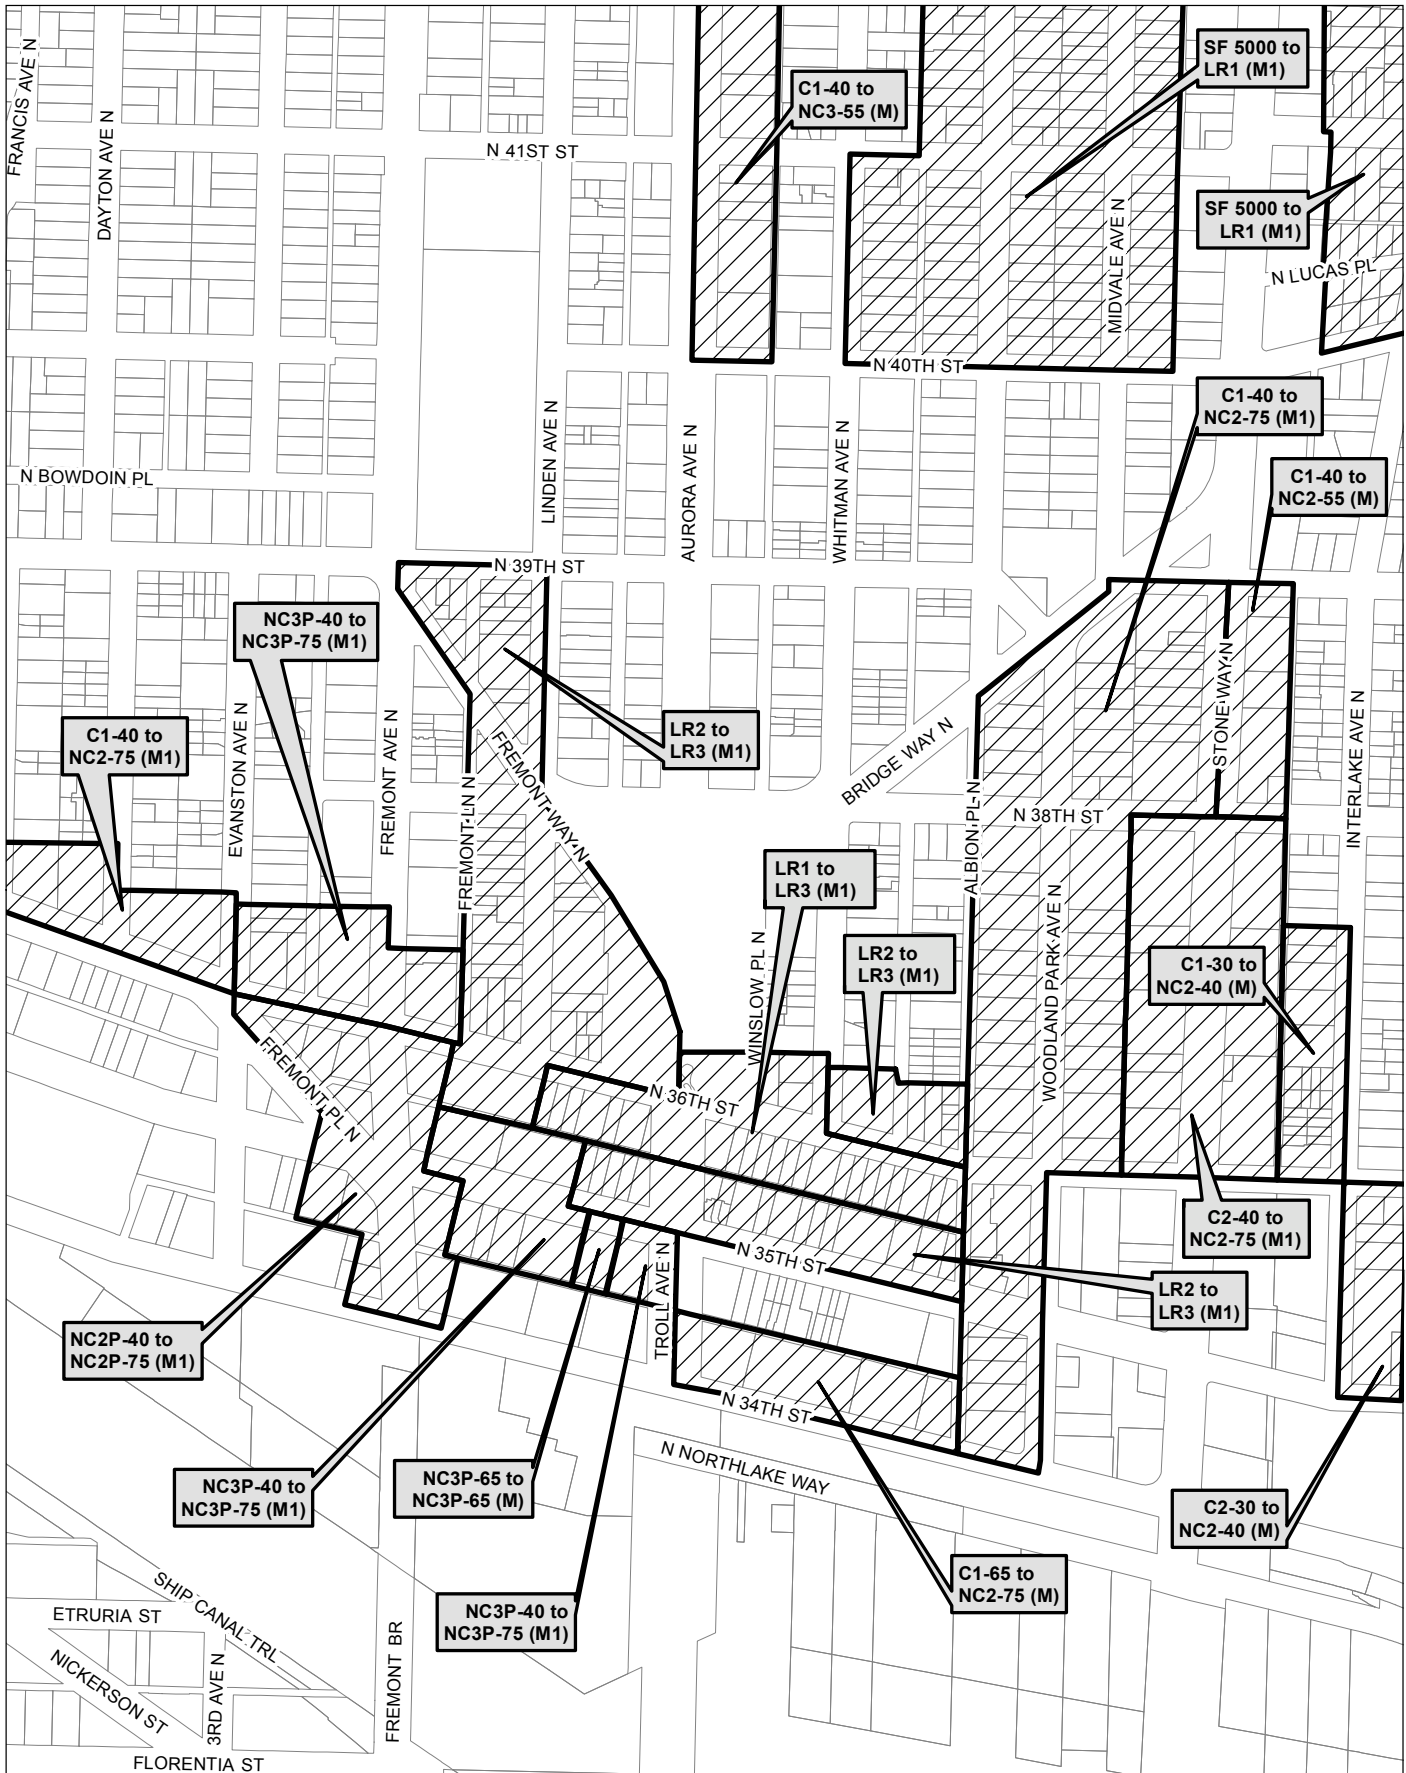 FRANCIS AVE N
DAYTON AVE N
N 41ST ST
C1-40 to
NC3-55 (M)
SF 5000 to
LR1 (M1)
SF 5000 to
LR1 (M1)
MIDVALE AVE N
N LUCAS PL
N 40TH ST
C1-40 to
NC2-75 (M1)
C1-40 to
NC2-55 (M)
N BOWDOIN PL
LINDEN AVE N
AURORA AVE N
WHITMAN AVE N
N 39TH ST
NC3P-40 to
NC3P-75 (M1)
C1-40 to
NC2-75 (M1)
EVANSTON AVE N
FREMONT AVE N
FREMONT LN N
FREMONT WAY N
LR2 to
LR3 (M1)
BRIDGE WAY N
ALBION PL N
N 38TH ST
STONE WAY N
INTERLAKE AVE N
LR1 to
LR3 (M1)
WINSLOW PL N
LR2 to
LR3 (M1)
WOODLAND PARK AVE N
C1-30 to
NC2-40 (M)
FREMONT PL N
N 36TH ST
C2-40 to
NC2-75 (M1)
TROLL AVE N
N 35TH ST
LR2 to
LR3 (M1)
NC2P-40 to
NC2P-75 (M1)
N 34TH ST
N NORTHLAKE WAY
NC3P-40 to
NC3P-75 (M1)
NC3P-65 to
NC3P-65 (M)
C2-30 to
NC2-40 (M)
C1-65 to
NC2-75 (M)
NC3P-40 to
NC3P-75 (M1)
SHIP CANAL TRL
ETRURIA ST
NICKERSON ST
3RD AVE N
FREMONT BR
FLORENTIA ST